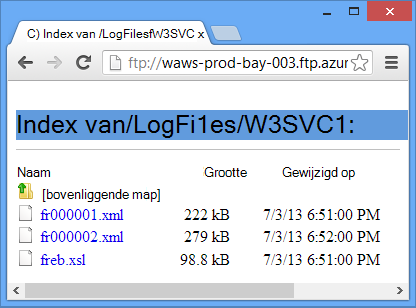 C) Index van /LogFilesfW3SVC x
ftp://waws-prod-bay-003.ftp.azur
Index van/LogFi1es/W3SVC1:
Naam Grootte Gewijzigd op
[bovenliggende map]
fr000001.xml 222 kB 7/3/13 6:51:00 PM
fr000002.xml 279 kB 7/3/13 6:52:00 PM
freb.xsl 98.8 kB 7/3/13 6:51:00 PM